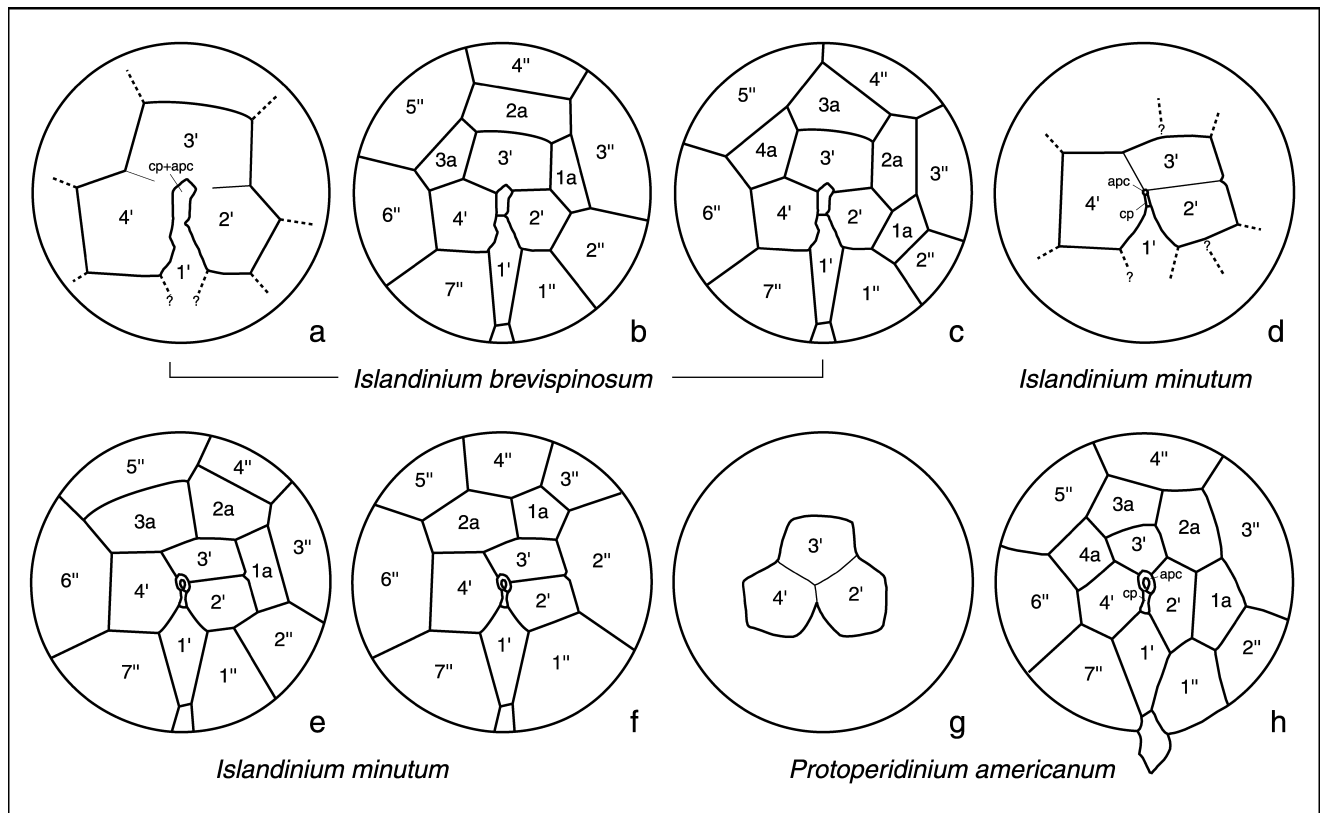 3'
cp+apc
4' 2'
1'
? ?
a
4"
5" 2a
3a 3' 3"
1a
6" 4' 2'
2"
1'
7" 1"
b
4"
5" 3a
4a 3' 2a 3"
6" 4' 2' 1a
2"
1'
7" 1"
c
?
3'
apc
4' cp 2'
1' ?
?
d
Islandinium brevispinosum
Islandinium minutum
5" 4"
3a 2a
3' 3"
6" 4' 2' 1a
1' 2"
7" 1"
e
4"
5" 3"
2a 1a
3' 2"
6" 4' 2'
1'
7" 1"
f
3'
4' 2'
g
4"
5" 3a
2a 3"
4a 3'
apc
6" 4' cp 2' 1a
1' 2"
7" 1"
h
Islandinium minutum
Protoperidinium americanum